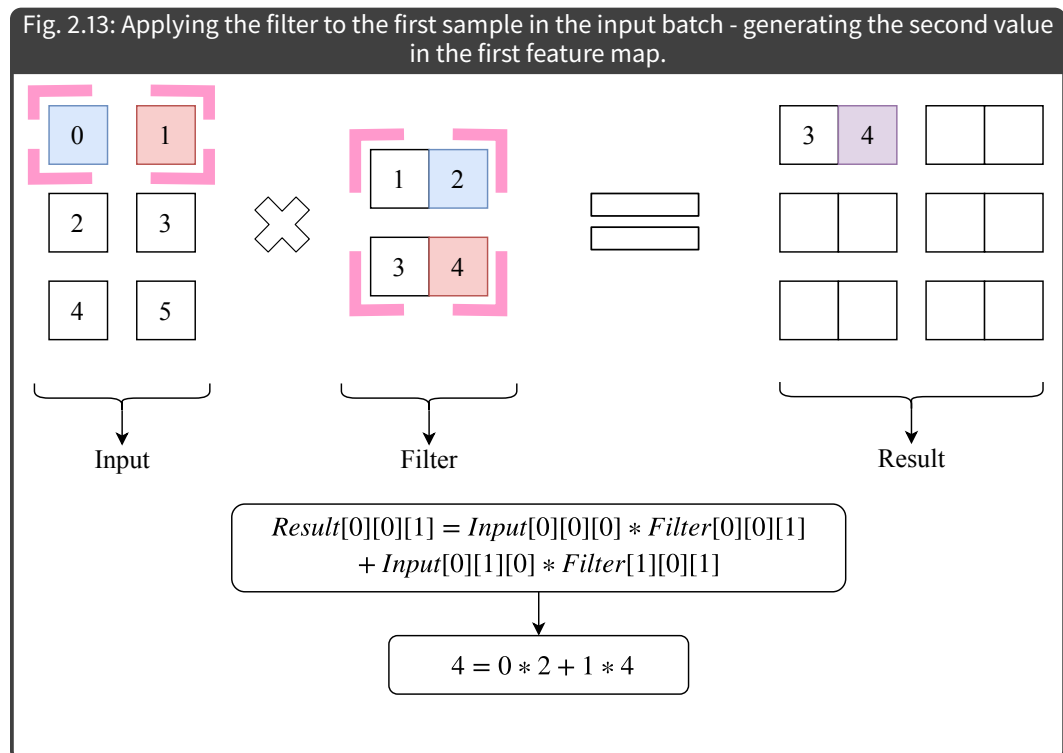 Fig. 2.13: Applying the filter to the first sample in the input batch - generating the second value
in the first feature map.
0 1
1 2
3 4
2 3
3 4
4 5
Input
Filter
Result
Result[0][0][1] = Input[0][0][0] * Filter[0][0][1]
+ Input[0][1][0] * Filter[1][0][1]
4 = 0 * 2 + 1 * 4